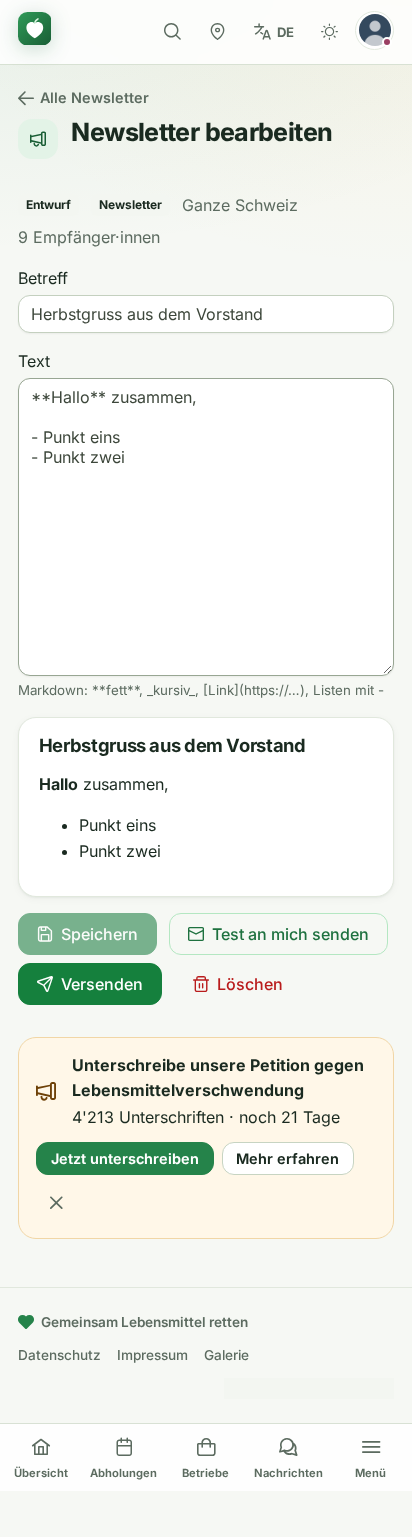 DE
Alle Newsletter
Newsletter bearbeiten
Entwurf Newsletter Ganze Schweiz
9 Empfänger·innen
Betreff
Herbstgruss aus dem Vorstand
Text
**Hallo** zusammen,
- Punkt eins
- Punkt zwei
Markdown: **fett**, _kursiv_, [Link](https://…), Listen mit -
Herbstgruss aus dem Vorstand
Hallo zusammen,
• Punkt eins
• Punkt zwei
Speichern Test an mich senden
Versenden Löschen
Unterschreibe unsere Petition gegen
Lebensmittelverschwendung
4'213 Unterschriften · noch 21 Tage
Jetzt unterschreiben Mehr erfahren
Gemeinsam Lebensmittel retten
Datenschutz Impressum Galerie
Übersicht Abholungen Betriebe Nachrichten Menü